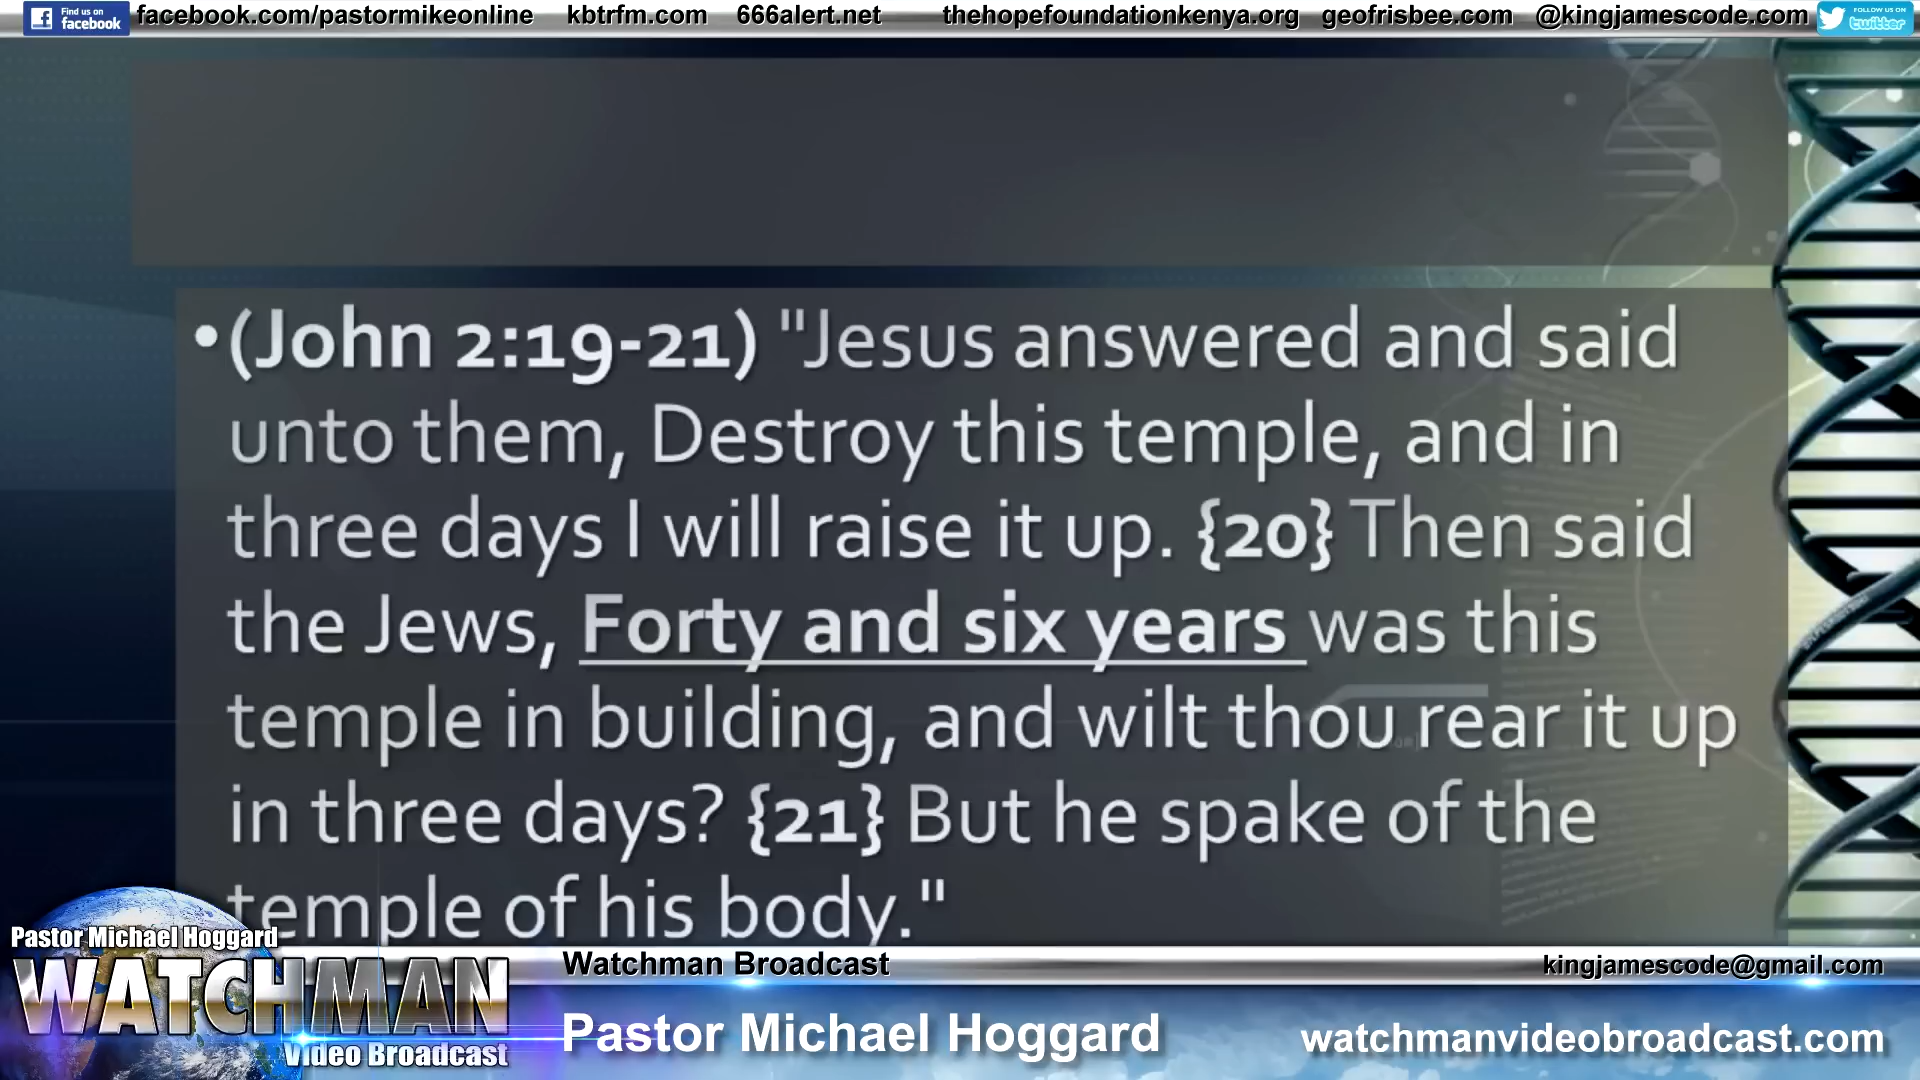 Find us on
facebook
facebook.com/pastormikeonline kbtrfm.com 666alert.net thehopefoundationkenya.org geofrisbee.com @kingjamescode.com
FOLLOW US ON
twitter
•(John 2:19-21) "Jesus answered and said
unto them, Destroy this temple, and in
three days I will raise it up. {20} Then said
the Jews, Forty and six years was this
temple in building, and wilt thou rear it up
in three days? {21} But he spake of the
temple of his body."
Pastor Michael Hoggard
WATCHMAN
Video Broadcast
Watchman Broadcast
kingjamescode@gmail.com
Pastor Michael Hoggard
watchmanvideobroadcast.com